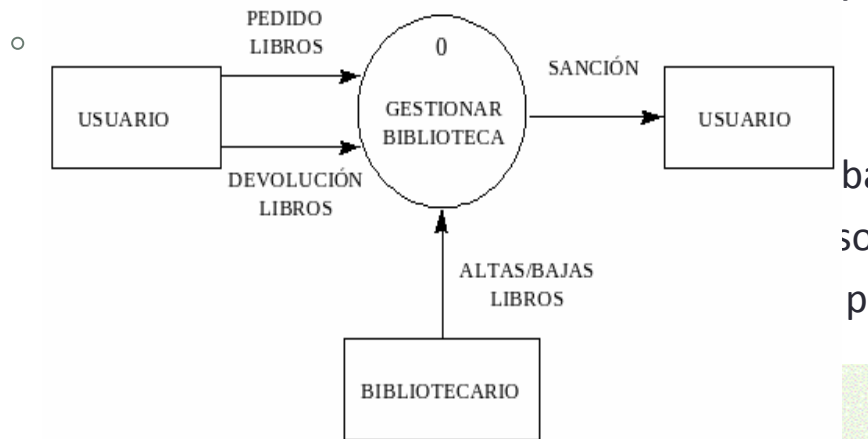 PEDIDO
LIBROS
0
SANCIÓN
USUARIO
GESTIONAR
BIBLIOTECA
USUARIO
DEVOLUCIÓN
LIBROS
ALTAS/BAJAS
LIBROS
BIBLIOTECARIO